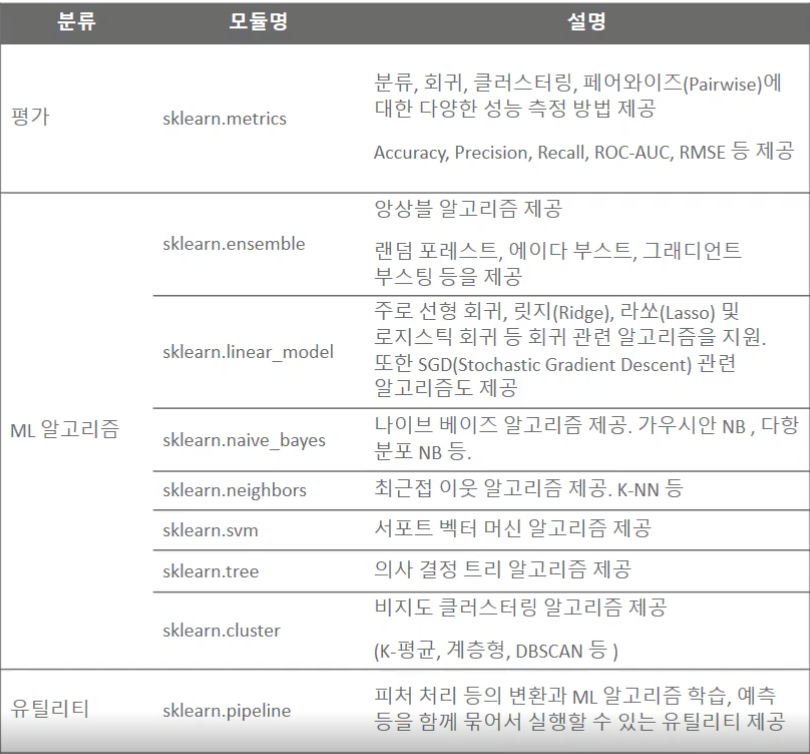 분류 모듈명 설명
평가
sklearn.metrics
분류, 회귀, 클러스터링, 페어와이즈(Pairwise)에
대한 다양한 성능 측정 방법 제공
Accuracy, Precision, Recall, ROC-AUC, RMSE 등 제공
ML 알고리즘
sklearn.ensemble
앙상블 알고리즘 제공
랜덤 포레스트, 에이다 부스트, 그래디언트
부스팅 등을 제공
sklearn.linear_model
주로 선형 회귀, 릿지(Ridge), 라쏘(Lasso) 및
로지스틱 회귀 등 회귀 관련 알고리즘을 지원.
또한 SGD(Stochastic Gradient Descent) 관련
알고리즘도 제공
sklearn.naive_bayes
나이브 베이즈 알고리즘 제공. 가우시안 NB , 다항
분포 NB 등.
sklearn.neighbors
최근접 이웃 알고리즘 제공. K-NN 등
sklearn.svm
서포트 벡터 머신 알고리즘 제공
sklearn.tree
의사 결정 트리 알고리즘 제공
sklearn.cluster
비지도 클러스터링 알고리즘 제공
(K-평균, 계층형, DBSCAN 등 )
유틸리티
sklearn.pipeline
피처 처리 등의 변환과 ML 알고리즘 학습, 예측
등을 함께 묶어서 실행할 수 있는 유틸리티 제공